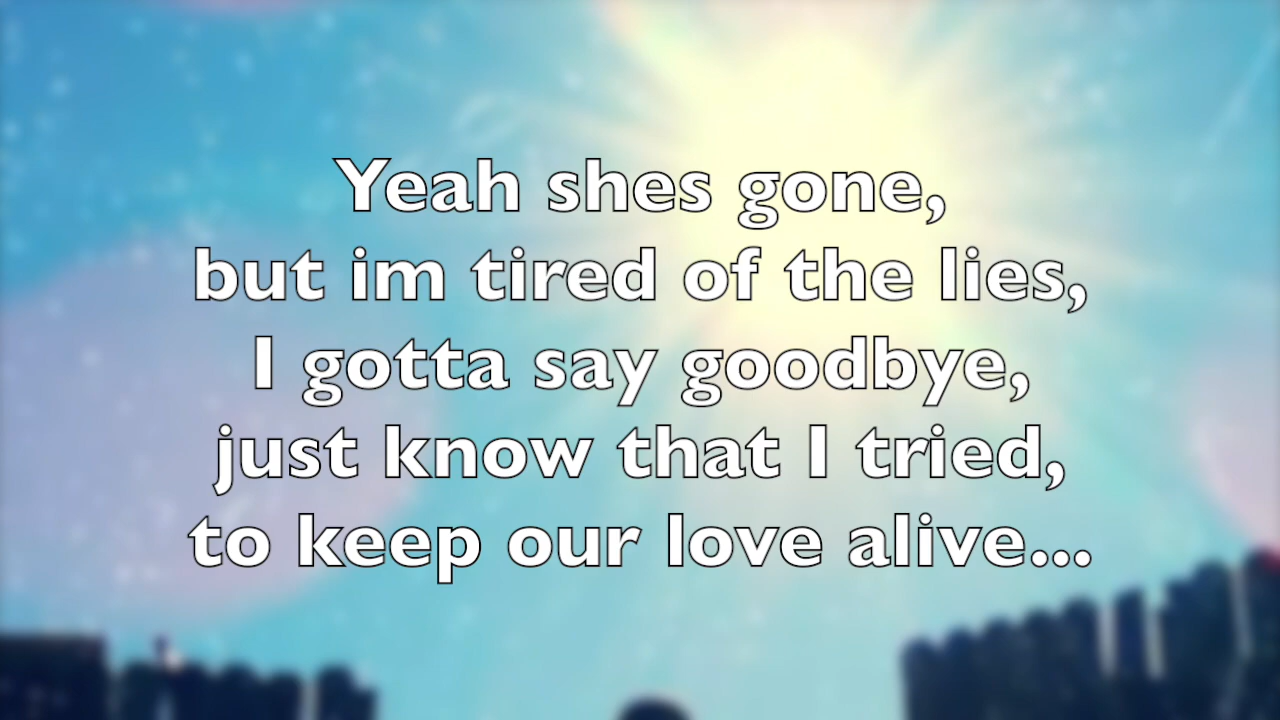 Yeah shes gone,
but im tired of the lies,
I gotta say goodbye,
just know that I tried,
to keep our love alive...